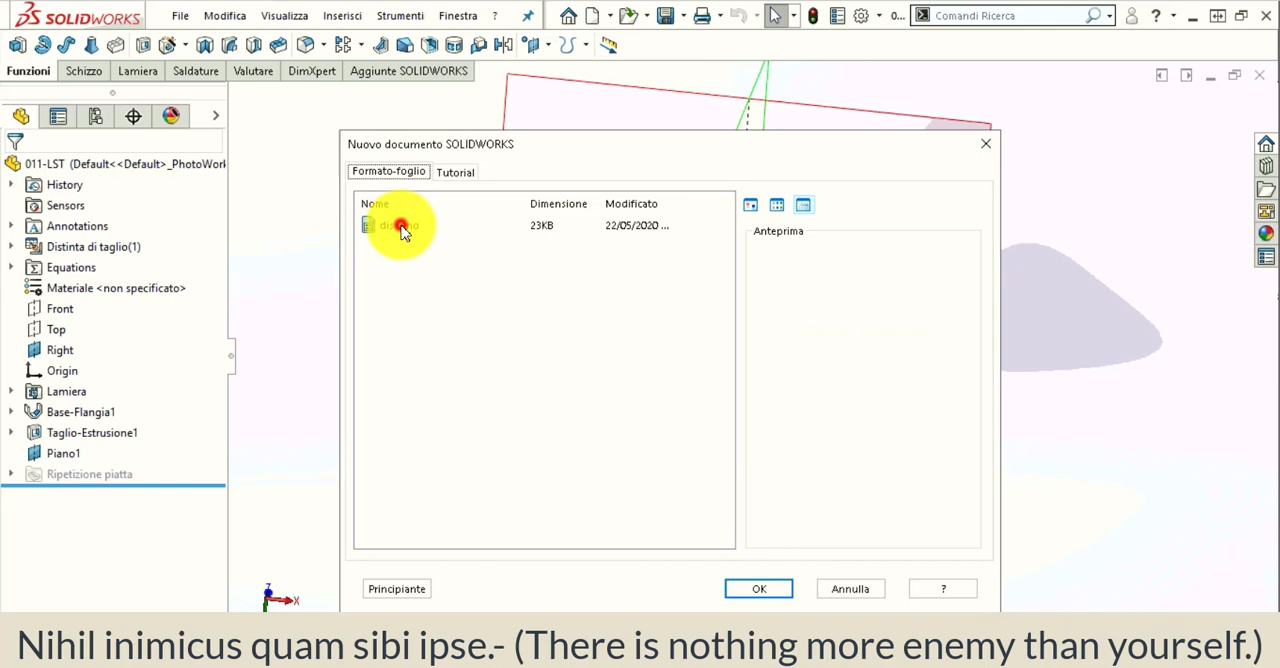 SOLIDWORKS File Modifica Visualizza Inserisci Strumenti Finestra ? 0... Comandi Ricerca ?
Funzioni Schizzo Lamiera Saldature Valutare DimXpert Aggiunte SOLIDWORKS
011-LST (Default<<Default>_PhotoWork
History
Sensors
Annotations
Distinta di taglio(1)
Equations
Materiale <non specificato>
Front
Top
Right
Origin
Lamiera
Base-Flangia1
Taglio-Estrusione1
Piano1
Ripetizione piatta
Nuovo documento SOLIDWORKS
Formato-foglio Tutorial
Nome Dimensione Modificato
23KB 22/05/2020 ...
Anteprima
Principiante OK Annulla ?
Z
X
Nihil inimicus quam sibi ipse.- (There is nothing more enemy than yourself.)